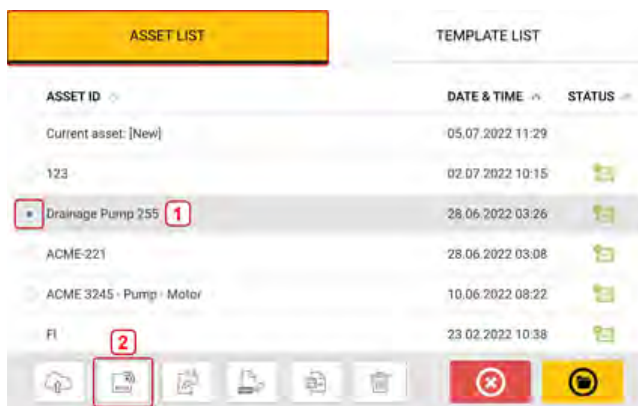 ASSET LIST TEMPLATE LIST
ASSET ID DATE & TIME STATUS
Current asset: [New] 05.07.2022 11:29
123 02.07 2022 10:15
Drainage Pump 255 1 28.06 2022 03:26
ACME-221 28.06 2022 03:08
ACME 3245 - Pump - Motor 10.06 2022 08:22
FI 23 02.2022 10:38
2